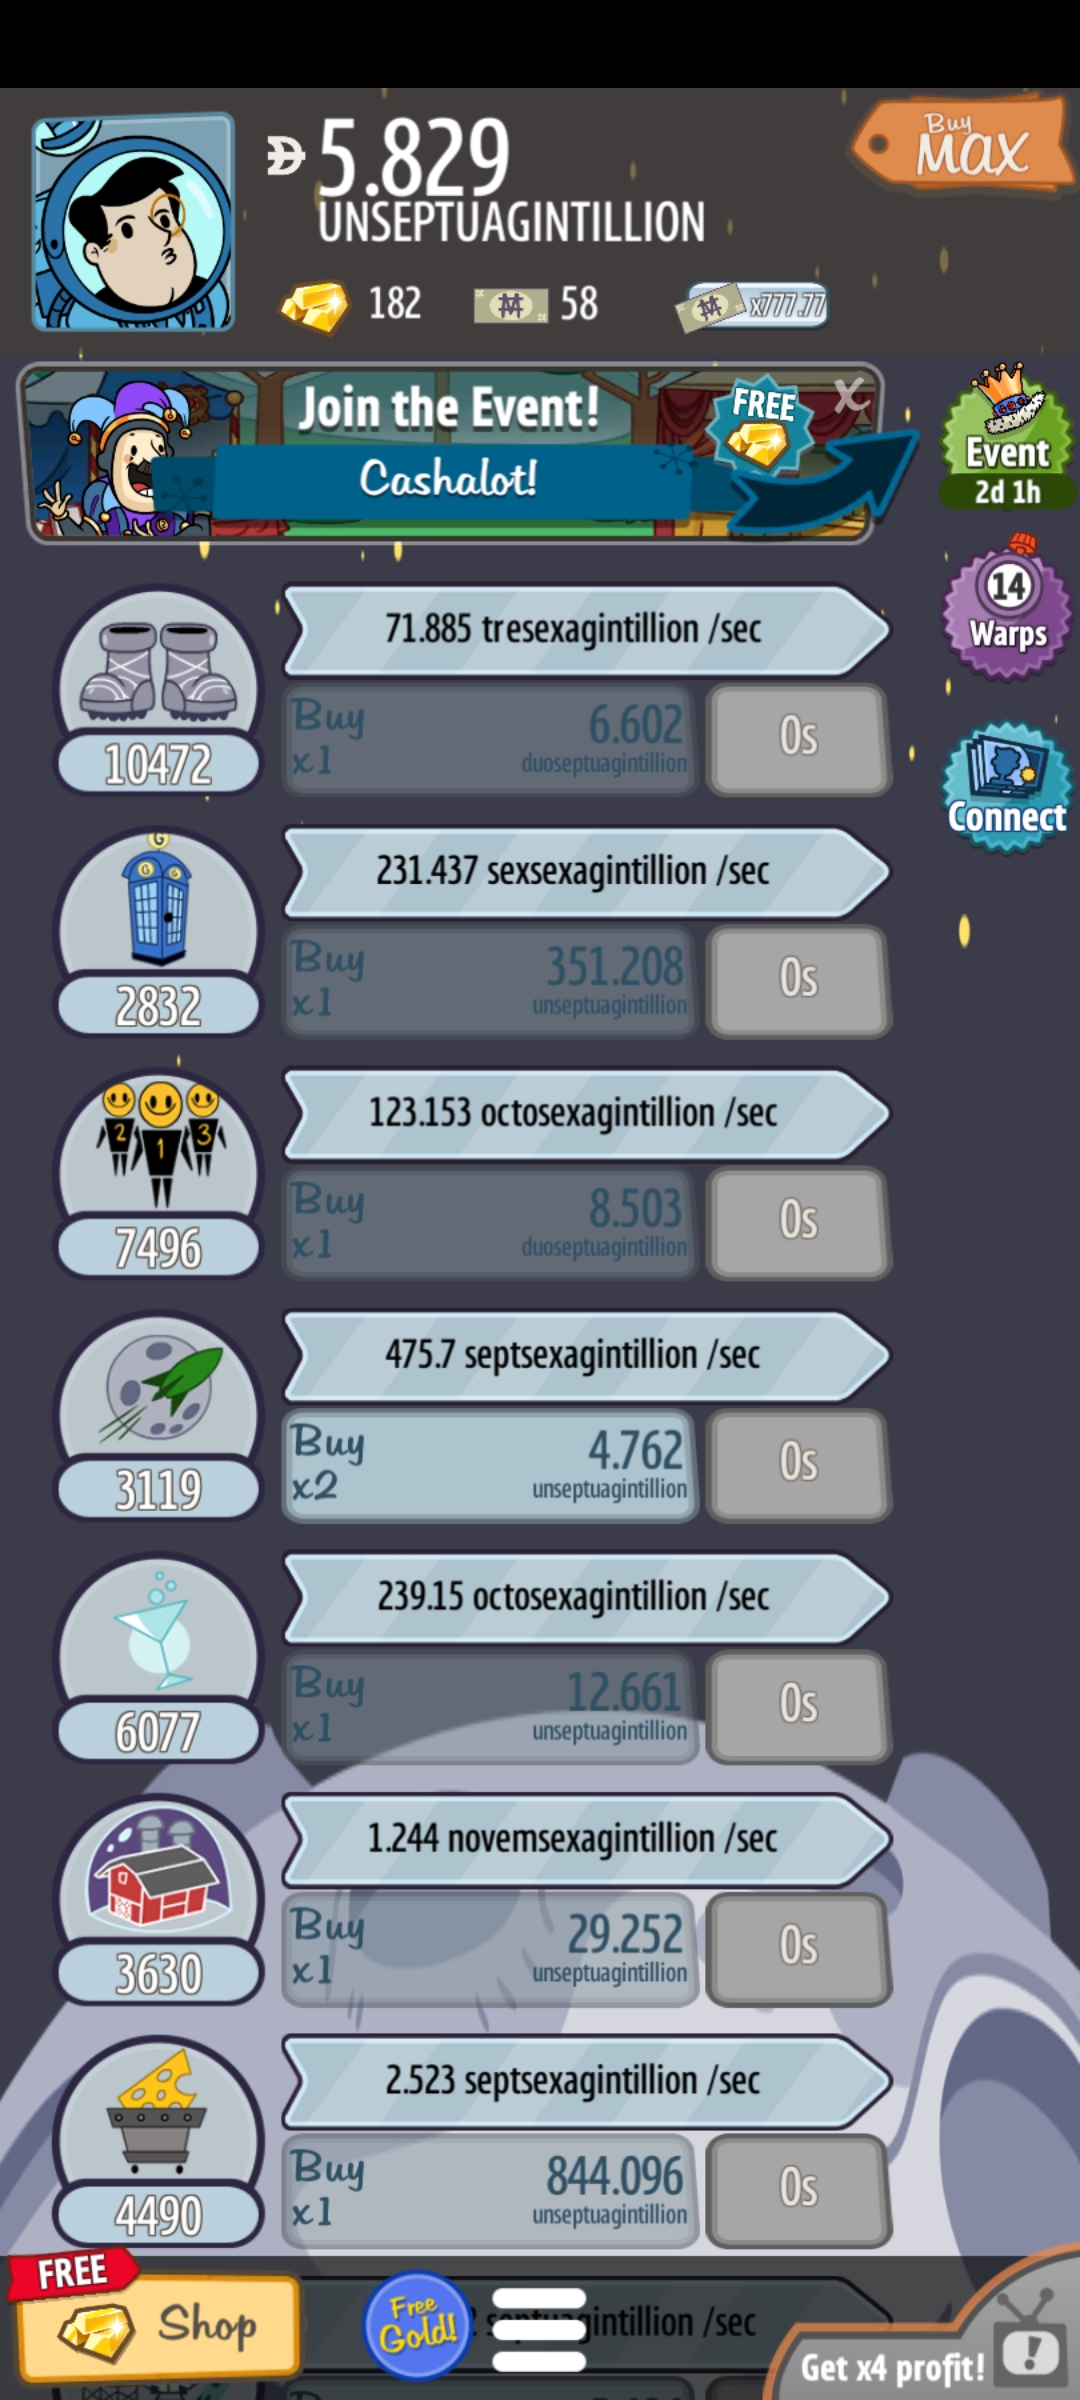 5.829
UNSEPTUAGINTILLION
Buy
MAX
182
58
x777.77
Join the Event!
Cashalot!
FREE
X
Event
2d 1h
14
Warps
Connect
71.885 tresexagintillion /sec
Buy
x1
6.602
duoseptuagintillion
0s
10472
G
G G
231.437 sexsexagintillion /sec
Buy
x1
351.208
unseptuagintillion
0s
2832
2 1 3
123.153 octosexagintillion /sec
Buy
x1
8.503
duoseptuagintillion
0s
7496
475.7 septsexagintillion /sec
Buy
x2
4.762
unseptuagintillion
0s
3119
239.15 octosexagintillion /sec
Buy
x1
12.661
unseptuagintillion
0s
6077
1.244 novemsexagintillion /sec
Buy
x1
29.252
unseptuagintillion
0s
3630
2.523 septsexagintillion /sec
Buy
x1
844.096
unseptuagintillion
0s
4490
FREE
Shop
Free
Gold!
septuagintillion /sec
Get x4 profit!
!